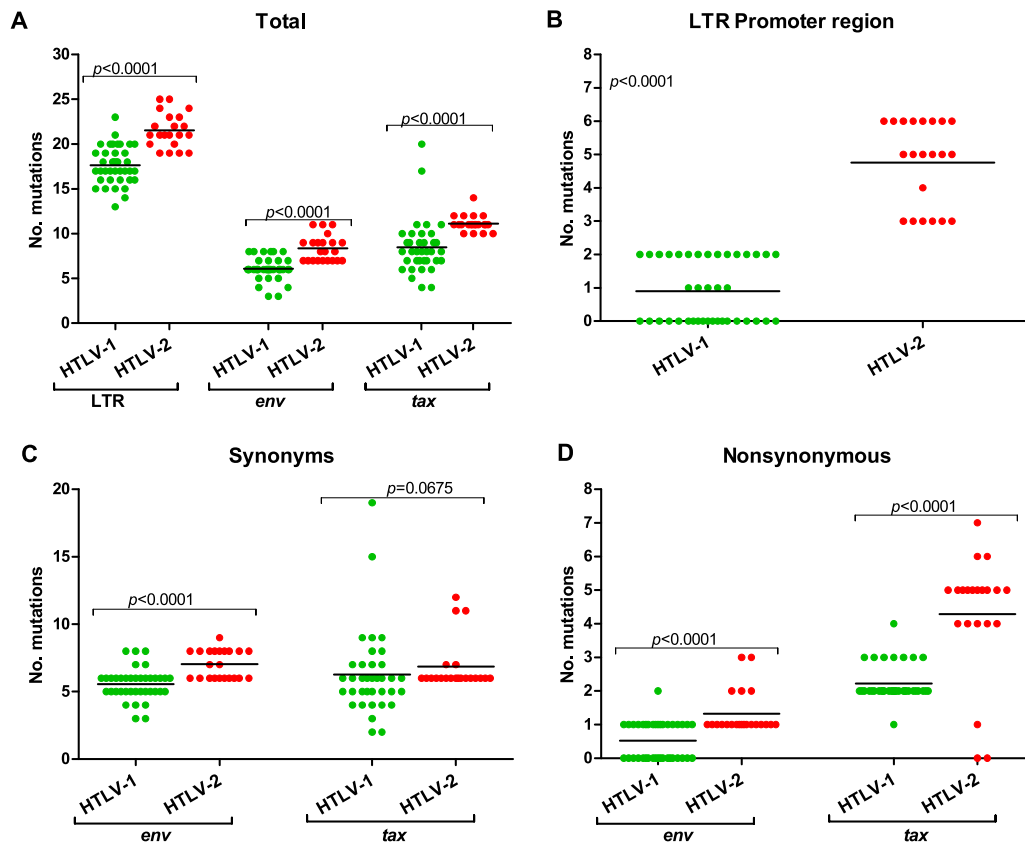 A
Total
No. mutations
30
25
20
15
10
5
0
p<0.0001
p<0.0001
p<0.0001
HTLV-1
HTLV-2
HTLV-1
HTLV-2
HTLV-1
HTLV-2
LTR
env
tax
B
LTR Promoter region
No. mutations
8
7
6
5
4
3
2
1
0
p<0.0001
HTLV-1
HTLV-2
C
Synonyms
No. mutations
20
15
10
5
0
p<0.0001
p=0.0675
HTLV-1
HTLV-2
HTLV-1
HTLV-2
env
tax
D
Nonsynonymous
No. mutations
8
7
6
5
4
3
2
1
0
p<0.0001
p<0.0001
HTLV-1
HTLV-2
HTLV-1
HTLV-2
env
tax